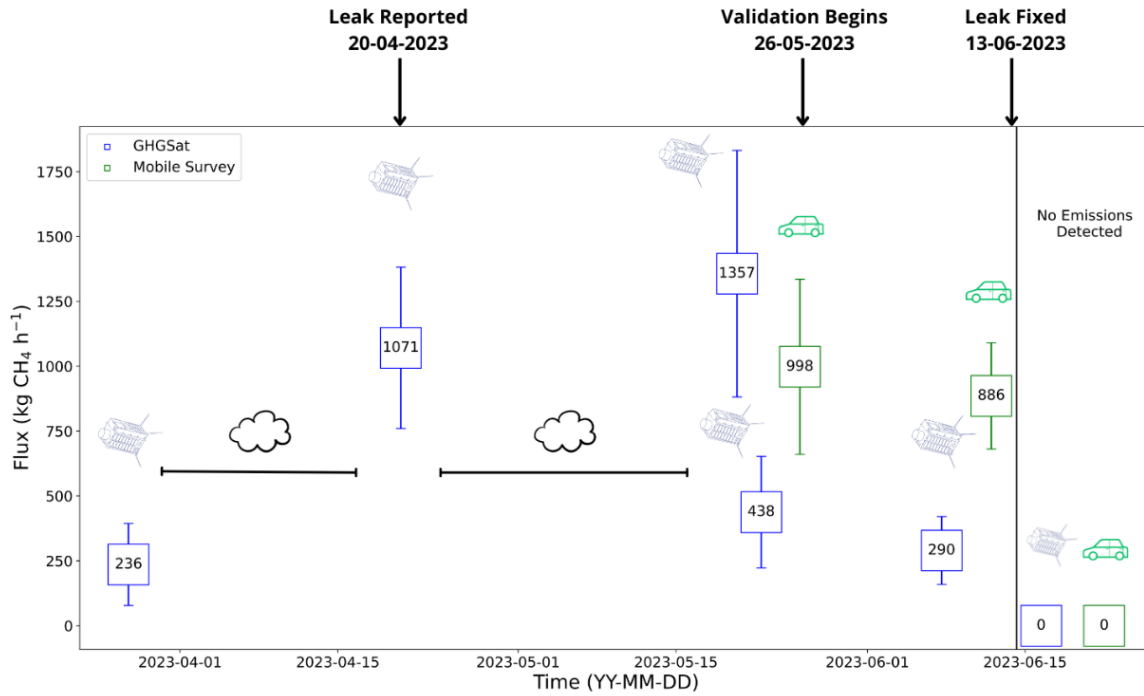 Leak Reported
20-04-2023
Validation Begins
26-05-2023
Leak Fixed
13-06-2023
GHGSat
Mobile Survey
Flux (kg CH₄ h⁻¹)
1750
1500
1250
1000
750
500
250
0
236
1071
1357
438
998
290
886
No Emissions
Detected
0
0
2023-04-01
2023-04-15
2023-05-01
2023-05-15
2023-06-01
2023-06-15
Time (YY-MM-DD)